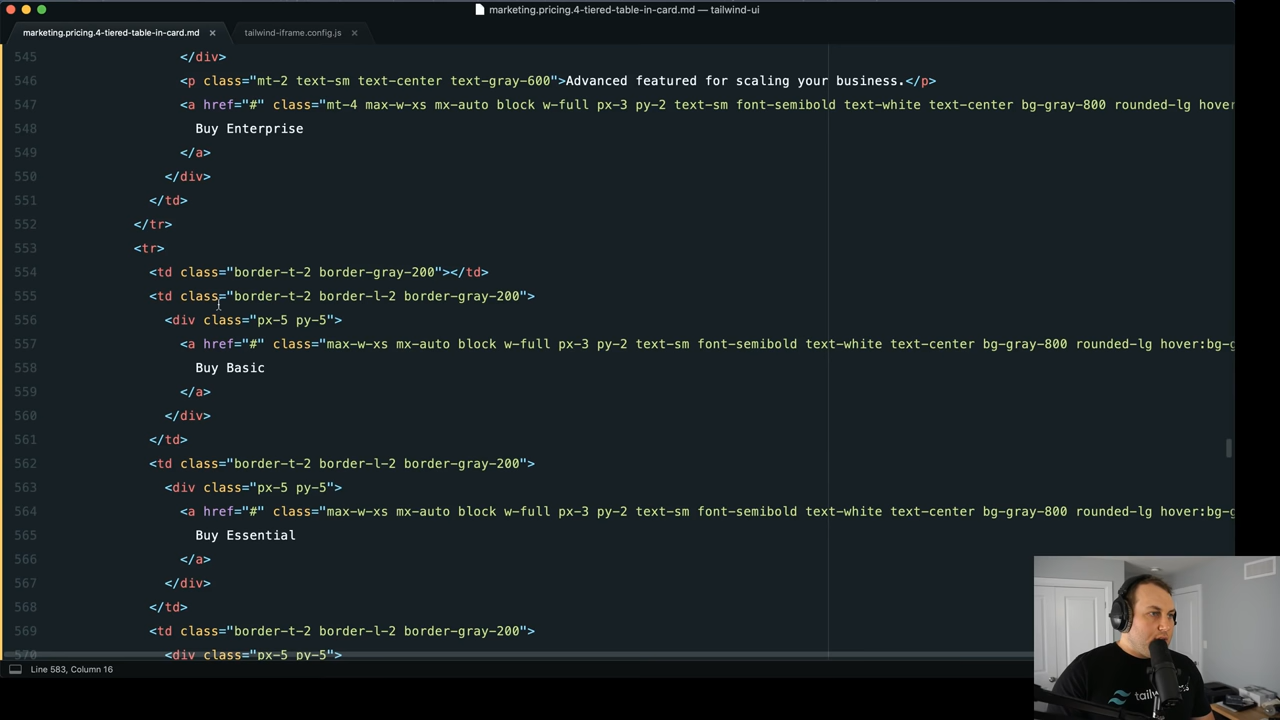 marketing.pricing.4-tiered-table-in-card.md — tailwind-ui
marketing.pricing.4-tiered-table-in-card.md × tailwind-iframe.config.js ×
545 </div>
546 <p class="mt-2 text-sm text-center text-gray-600">Advanced featured for scaling your business.</p>
547 <a href="#" class="mt-4 max-w-xs mx-auto block w-full px-3 py-2 text-sm font-semibold text-white text-center bg-gray-800 rounded-lg hover
548 Buy Enterprise
549 </a>
550 </div>
551 </td>
552 </tr>
553 <tr>
554 <td class="border-t-2 border-gray-200"></td>
555 <td class="border-t-2 border-l-2 border-gray-200">
556 <div class="px-5 py-5">
557 <a href="#" class="max-w-xs mx-auto block w-full px-3 py-2 text-sm font-semibold text-white text-center bg-gray-800 rounded-lg hover:bg-g
558 Buy Basic
559 </a>
560 </div>
561 </td>
562 <td class="border-t-2 border-l-2 border-gray-200">
563 <div class="px-5 py-5">
564 <a href="#" class="max-w-xs mx-auto block w-full px-3 py-2 text-sm font-semibold text-white text-center bg-gray-800 rounded-lg hover:bg-g
565 Buy Essential
566 </a>
567 </div>
568 </td>
569 <td class="border-t-2 border-l-2 border-gray-200">
570 <div class="px-5 py-5">
Line 583, Column 16